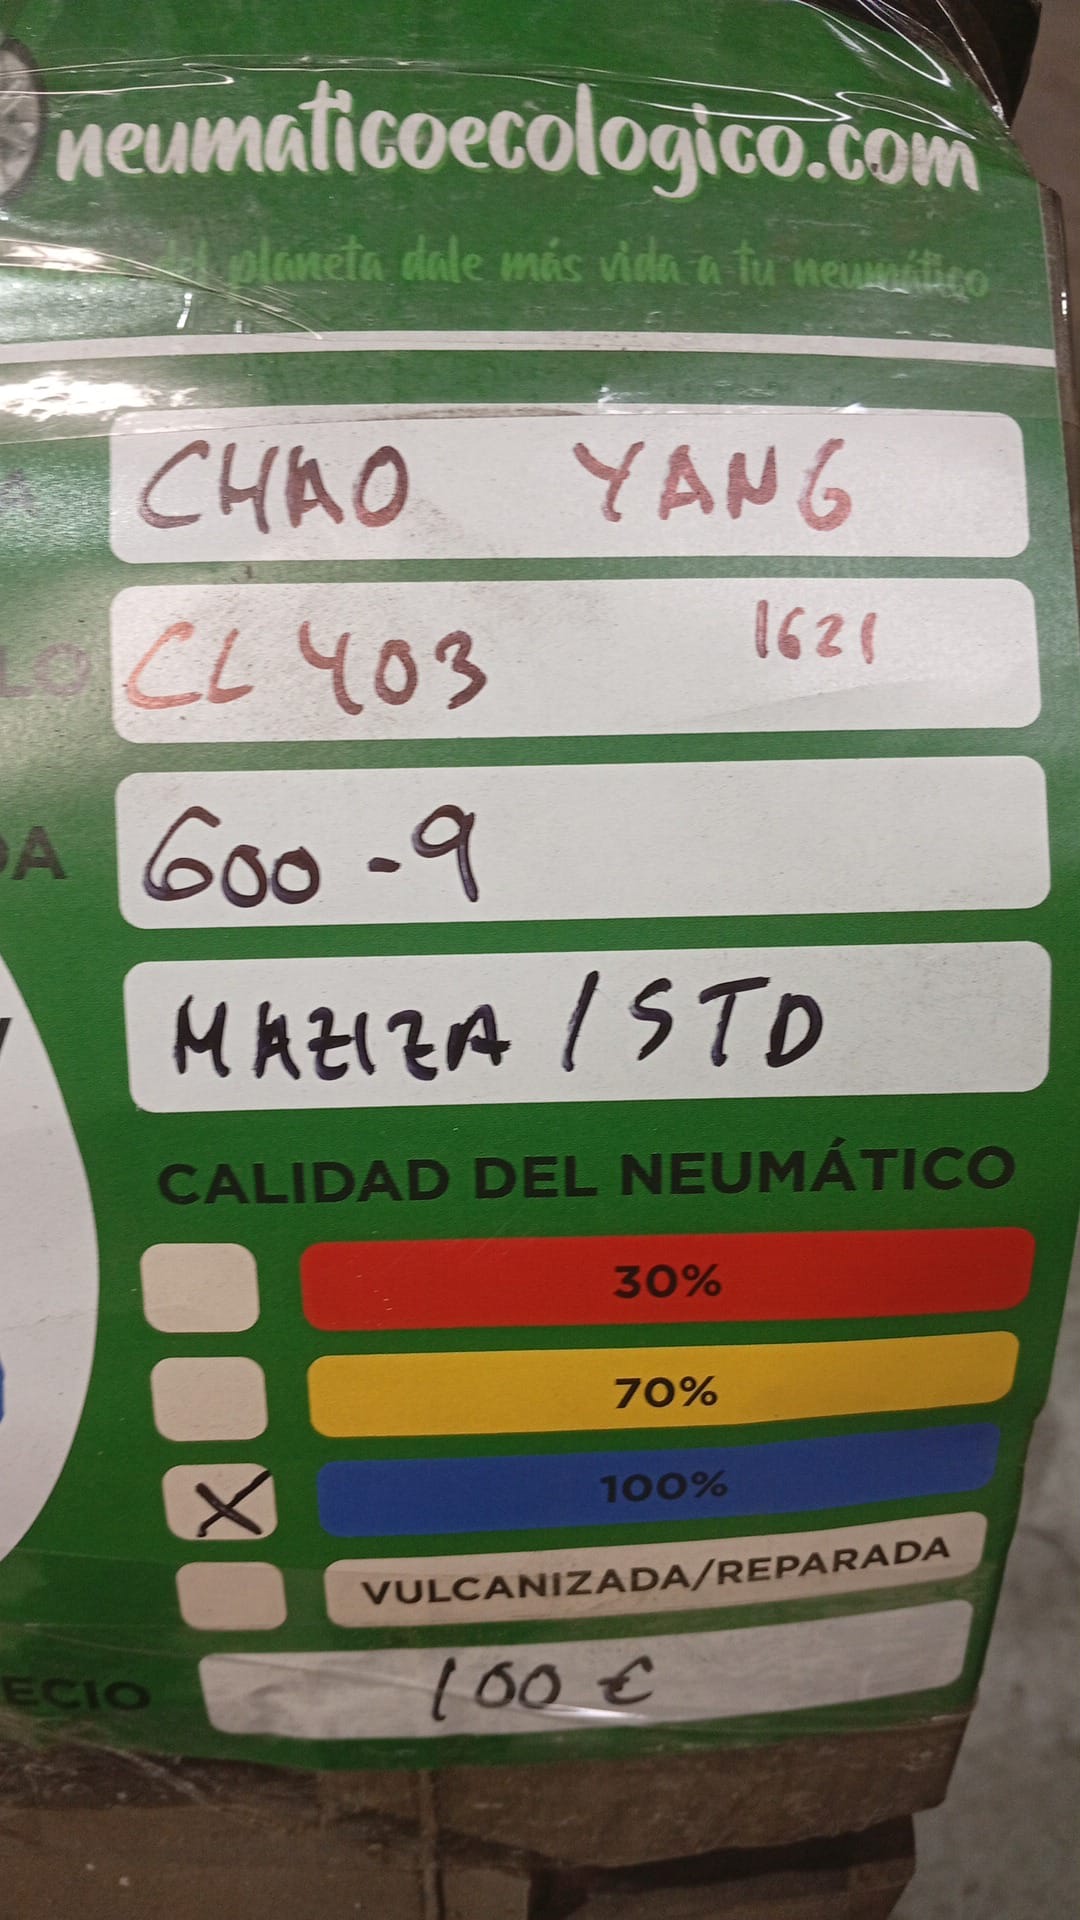 neumaticoecologico.com
del planeta dale más vida a tu neumático
CHAO YANG
CL 403 1621
600-9
MAZIZA / STD
CALIDAD DEL NEUMÁTICO
30%
70%
X 100%
VULCANIZADA/REPARADA
100 €